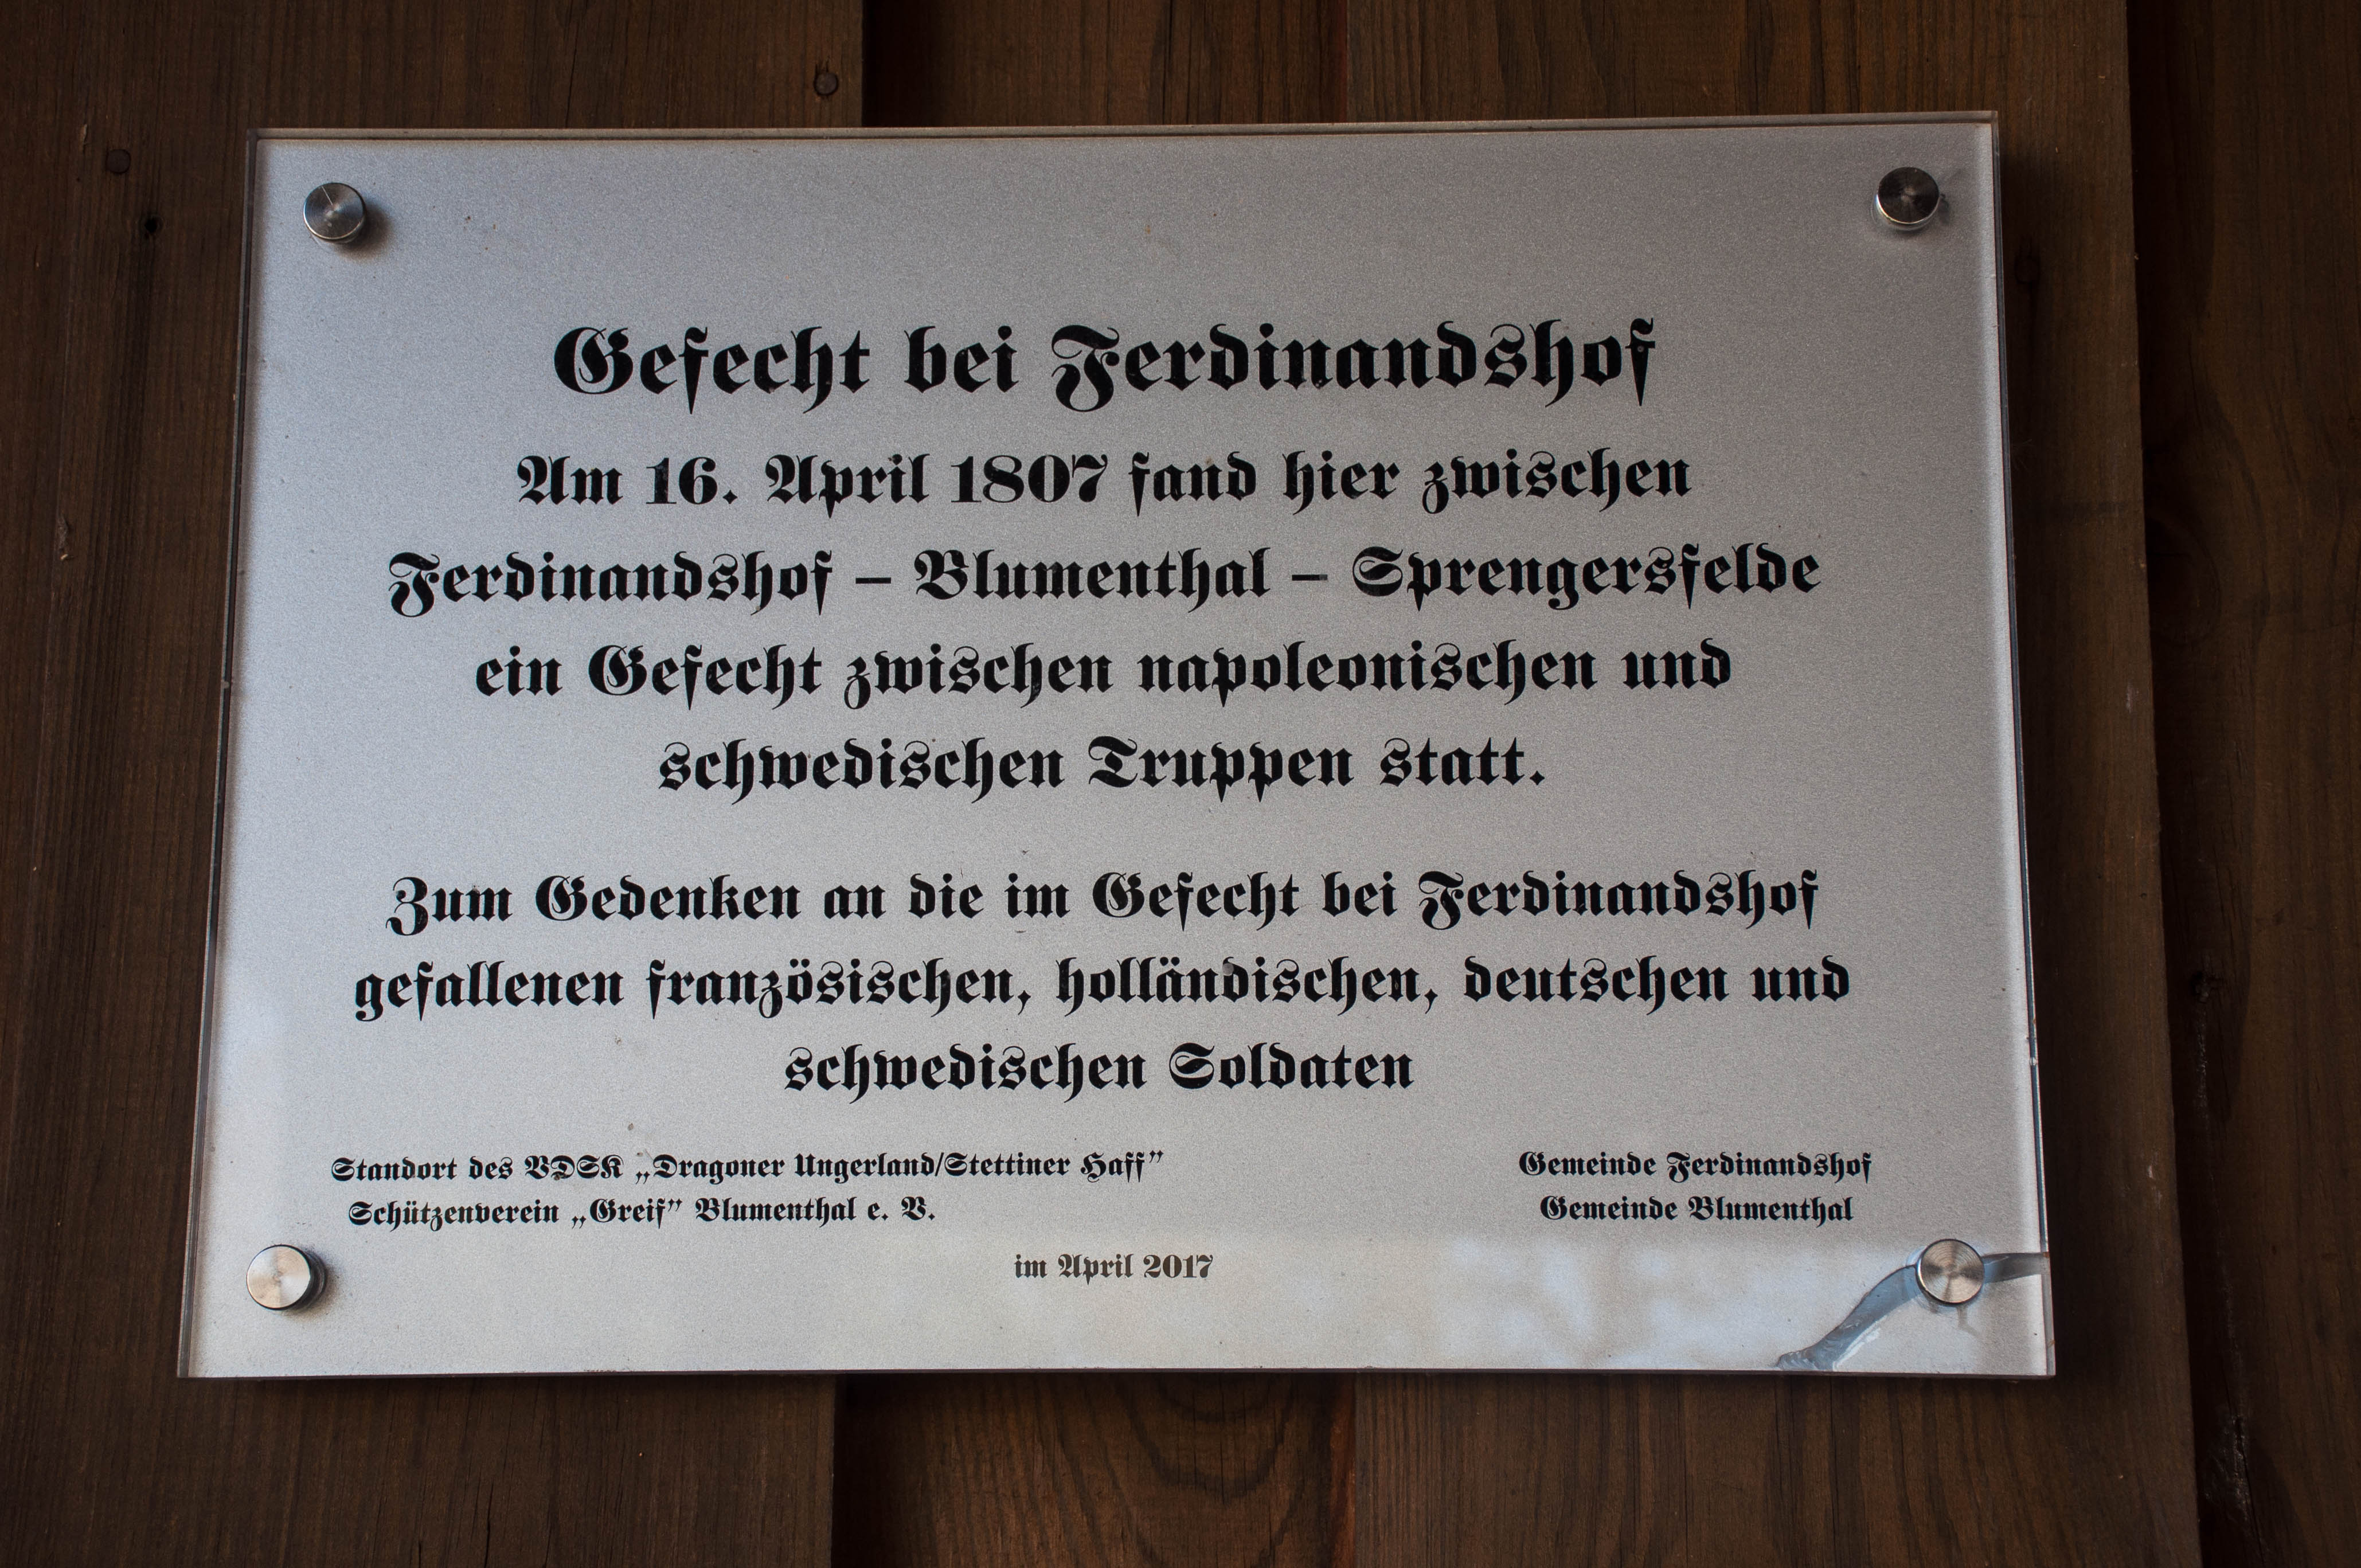 Gefecht bei Ferdinandshof
Am 16. April 1807 fand hier zwischen
Ferdinandshof – Blumenthal – Sprengersfelde
ein Gefecht zwischen napoleonischen und
schwedischen Truppen statt.
Zum Gedenken an die im Gefecht bei Ferdinandshof
gefallenen französischen, holländischen, deutschen und
schwedischen Soldaten
Standort des VDSK „Dragoner Ungerland/Stettiner Haff”
Schützenverein „Greif” Blumenthal e. V.
Gemeinde Ferdinandshof
Gemeinde Blumenthal
im April 2017